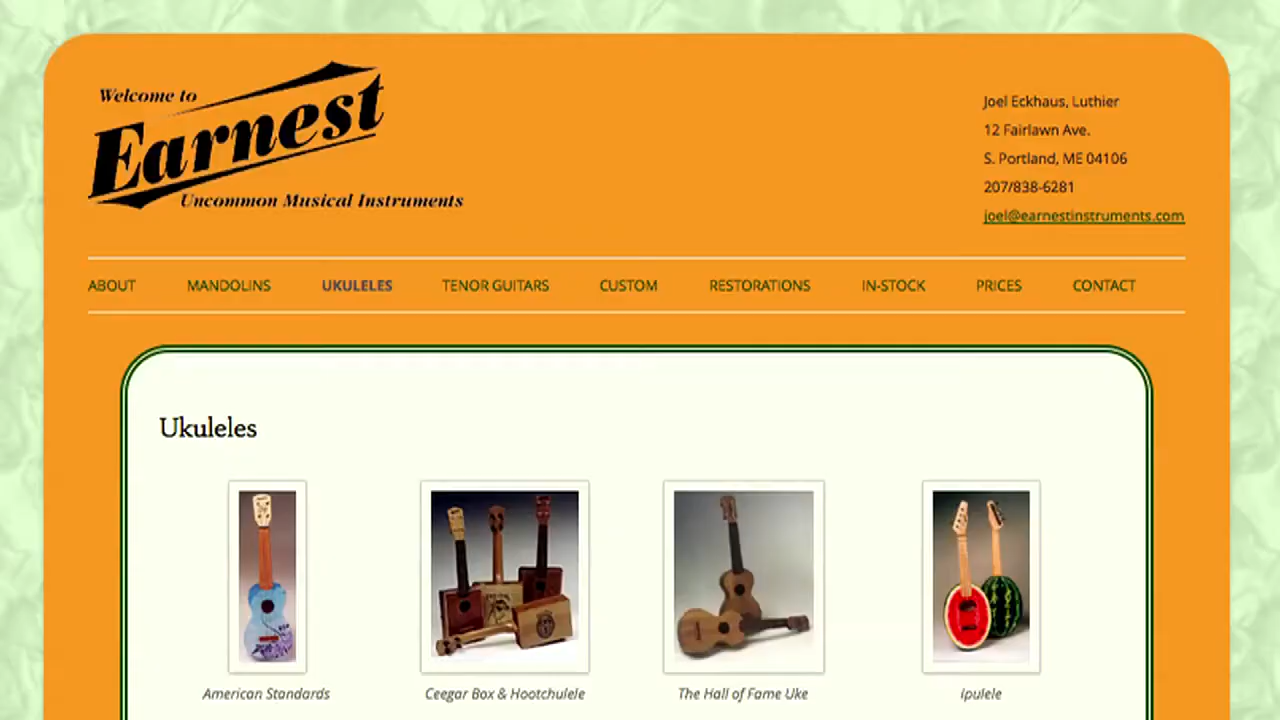 Welcome to
Earnest
Uncommon Musical Instruments
Joel Eckhaus, Luthier
12 Fairlawn Ave.
S. Portland, ME 04106
207/838-6281
joel@earnestinstruments.com
ABOUT MANDOLINS UKULELES TENOR GUITARS CUSTOM RESTORATIONS IN-STOCK PRICES CONTACT
Ukuleles
American Standards
Ceegar Box & Hootchulele
The Hall of Fame Uke
Ipulele